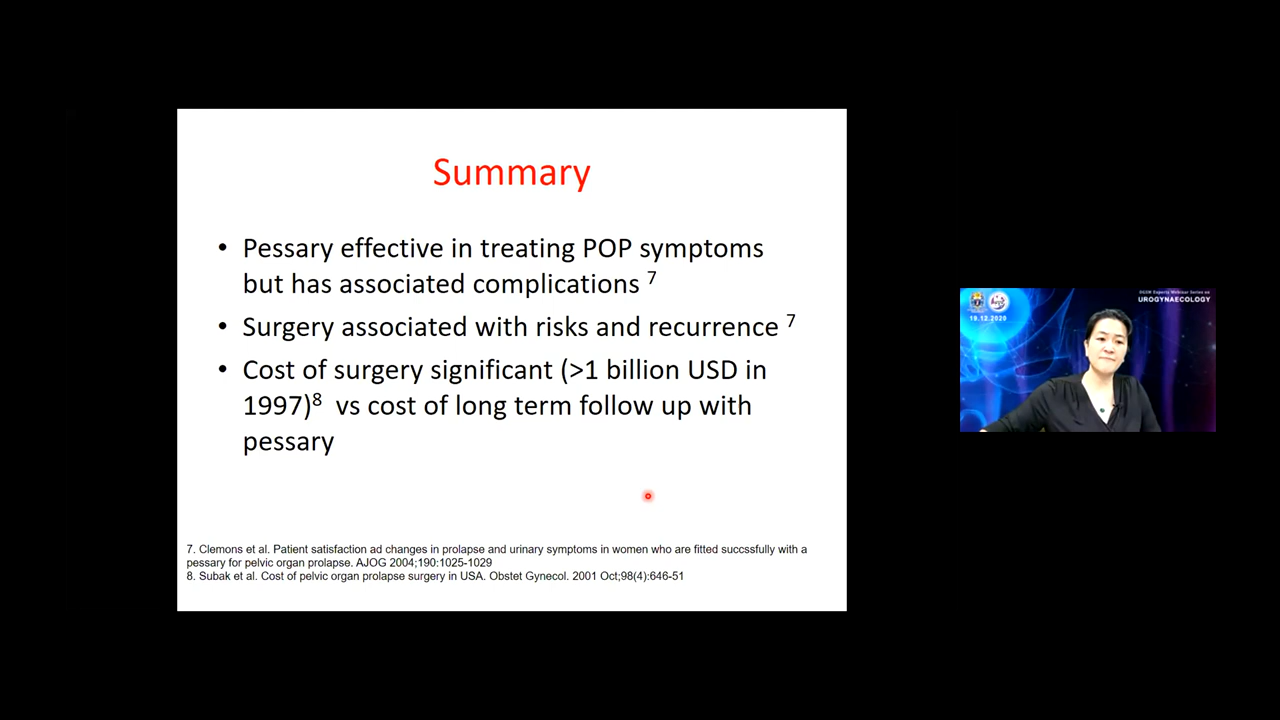 Summary
• Pessary effective in treating POP symptoms
but has associated complications 7
• Surgery associated with risks and recurrence 7
• Cost of surgery significant (>1 billion USD in
1997)8 vs cost of long term follow up with
pessary
7. Clemons et al. Patient satisfaction ad changes in prolapse and urinary symptoms in women who are fitted succssfully with a
pessary for pelvic organ prolapse. AJOG 2004;190:1025-1029
8. Subak et al. Cost of pelvic organ prolapse surgery in USA. Obstet Gynecol. 2001 Oct;98(4):646-51
Experts Webinar Series on
UROGYNAECOLOGY
19.12.2020